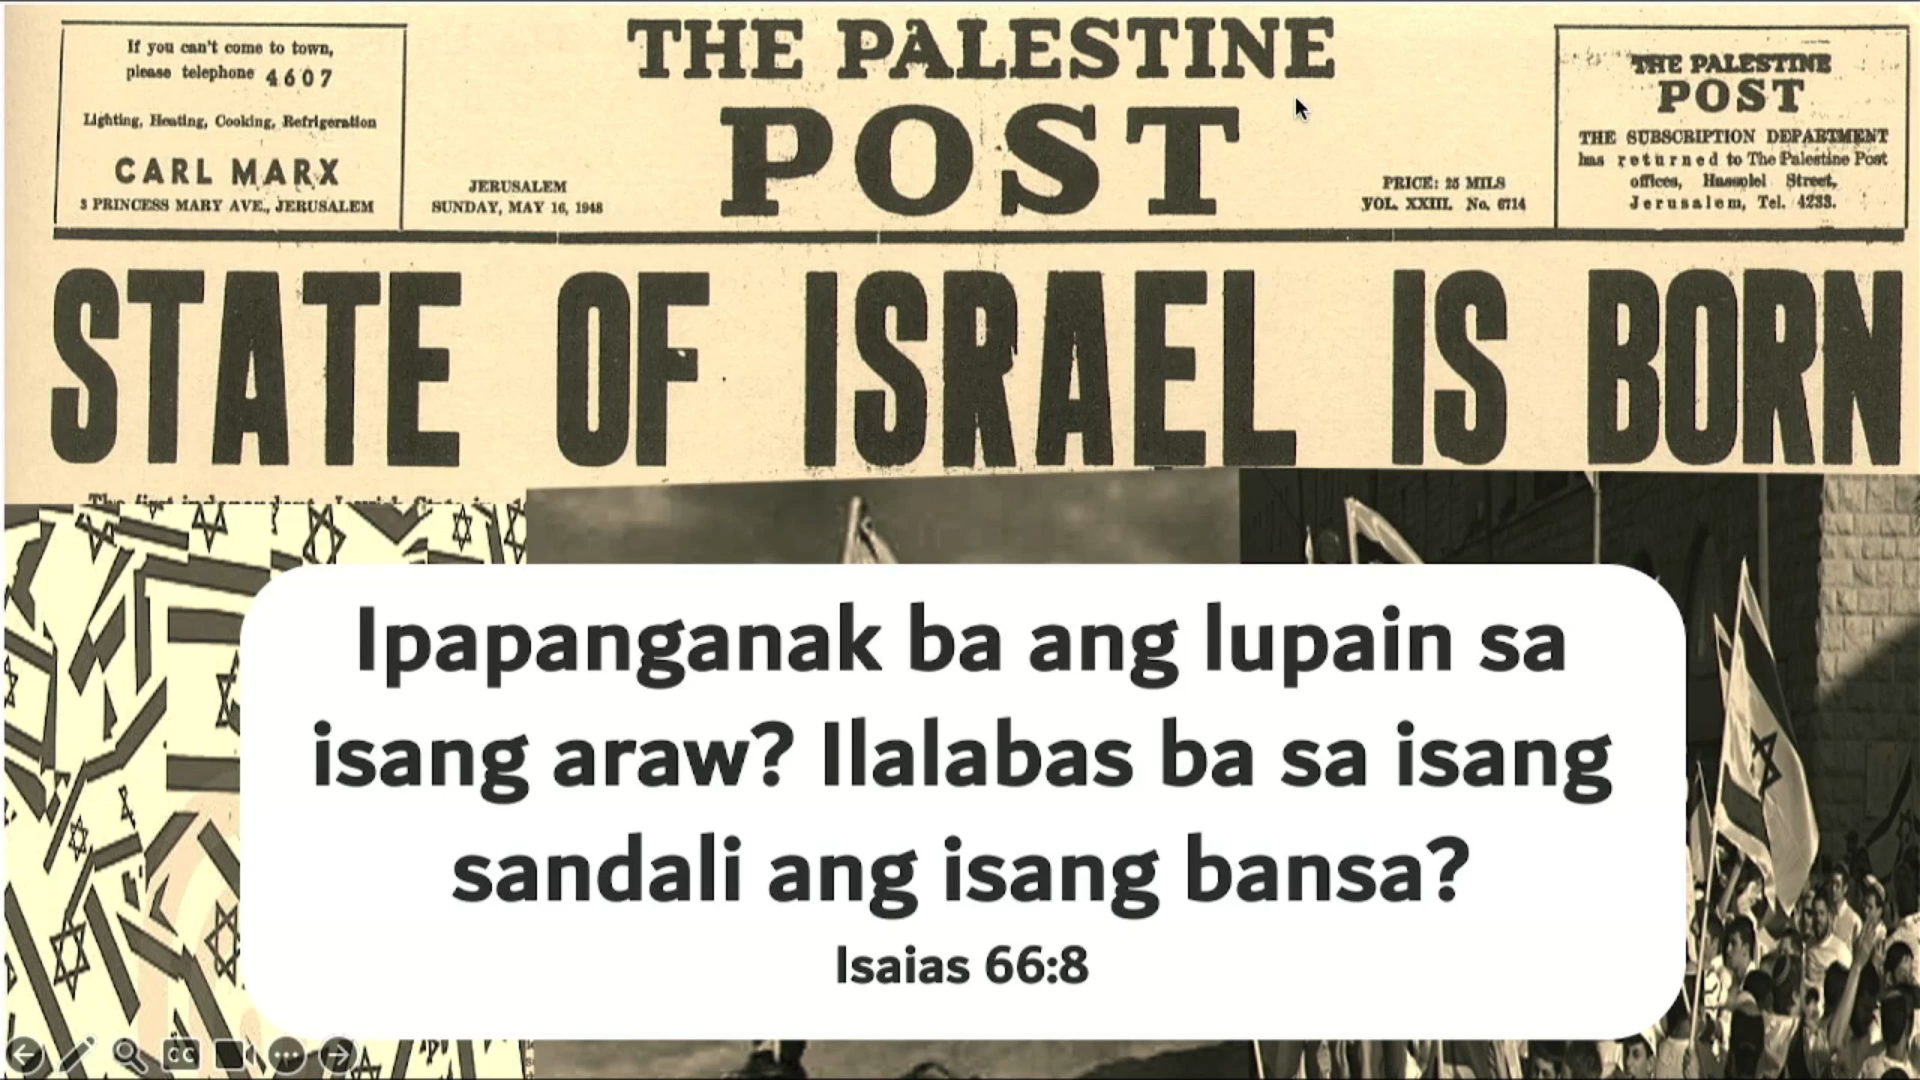 If you can't come to town,
please telephone 4607
Lighting, Heating, Cooking, Refrigeration
CARL MARX
3 PRINCESS MARY AVE., JERUSALEM
JERUSALEM
SUNDAY, MAY 16, 1948
THE PALESTINE
POST
PRICE: 25 MILS
VOL. XXIII. No. 6714
THE PALESTINE
POST
THE SUBSCRIPTION DEPARTMENT
has returned to The Palestine Post
offices, Hassolel Street,
Jerusalem, Tel. 4233.
STATE OF ISRAEL IS BORN
Ipapanganak ba ang lupain sa
isang araw? Ilalabas ba sa isang
sandali ang isang bansa?
Isaias 66:8
CC